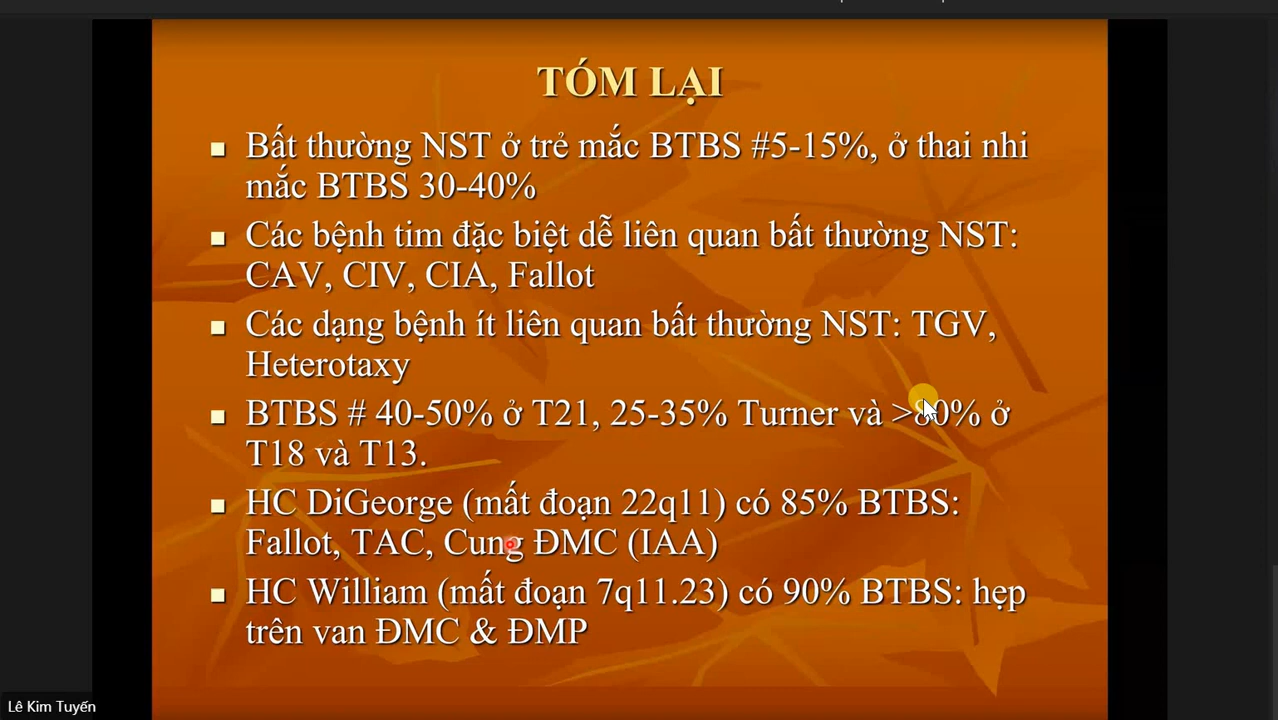 TÓM LẠI
Bất thường NST ở trẻ mắc BTBS #5-15%, ở thai nhi
mắc BTBS 30-40%
Các bệnh tim đặc biệt dễ liên quan bất thường NST:
CAV, CIV, CIA, Fallot
Các dạng bệnh ít liên quan bất thường NST: TGV,
Heterotaxy
BTBS # 40-50% ở T21, 25-35% Turner và >80% ở
T18 và T13.
HC DiGeorge (mất đoạn 22q11) có 85% BTBS:
Fallot, TAC, Cung ĐMC (IAA)
HC William (mất đoạn 7q11.23) có 90% BTBS: hẹp
trên van ĐMC & ĐMP
Lê Kim Tuyến